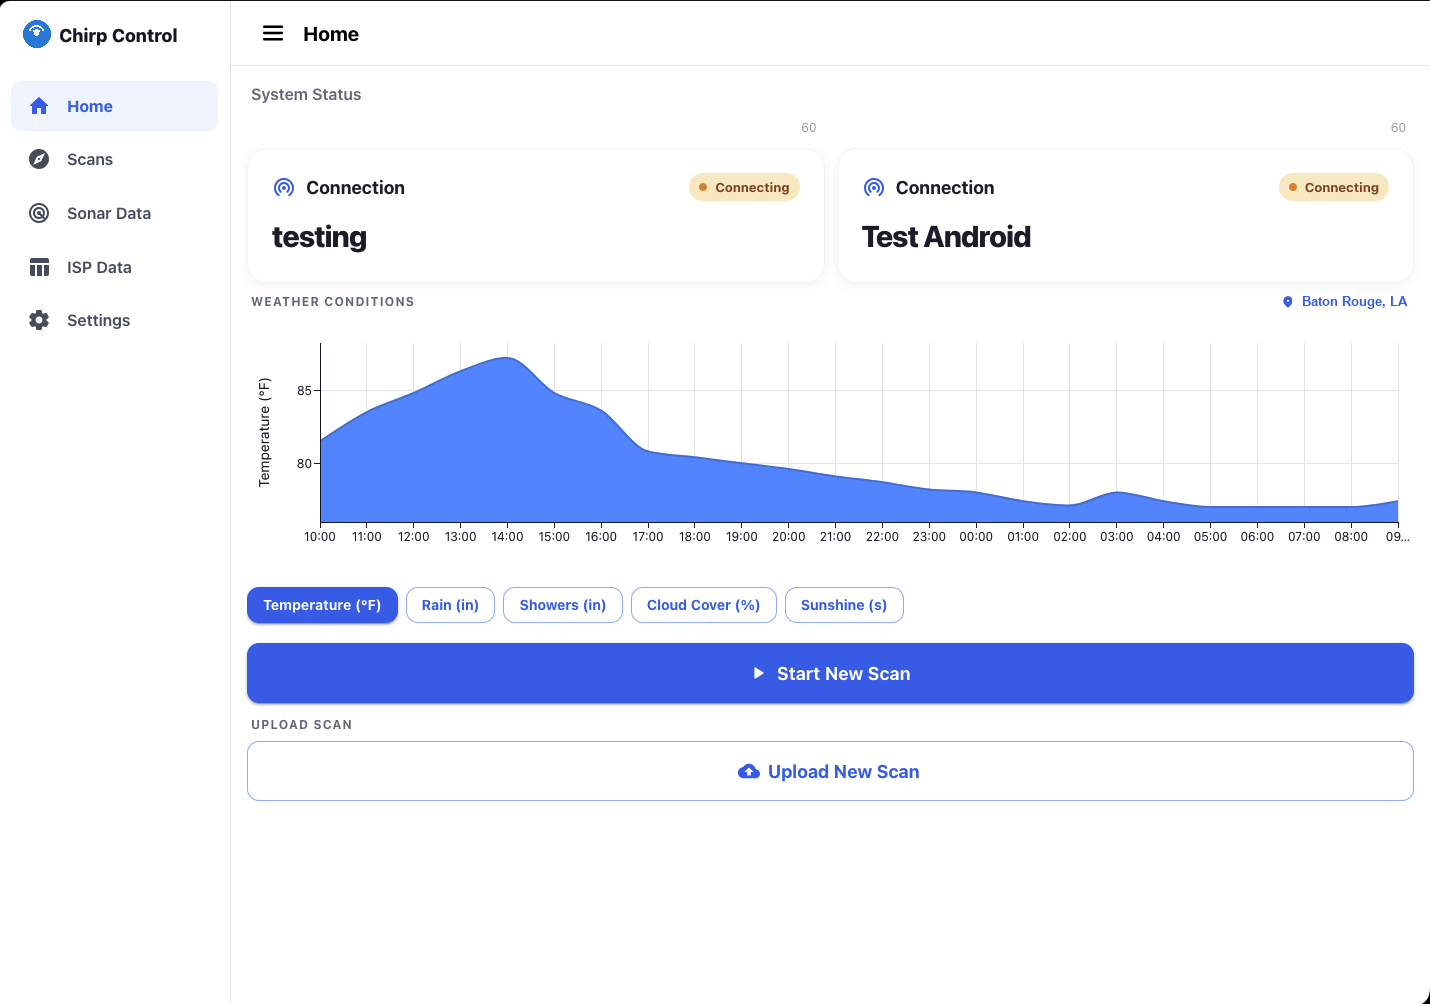 Chirp Control
Home
Home
Scans
Sonar Data
ISP Data
Settings
System Status
60
60
Connection
Connecting
testing
Connection
Connecting
Test Android
WEATHER CONDITIONS
Baton Rouge, LA
Temperature (°F)
85
80
10:00 11:00 12:00 13:00 14:00 15:00 16:00 17:00 18:00 19:00 20:00 21:00 22:00 23:00 00:00 01:00 02:00 03:00 04:00 05:00 06:00 07:00 08:00 09...
Temperature (°F)
Rain (in)
Showers (in)
Cloud Cover (%)
Sunshine (s)
Start New Scan
UPLOAD SCAN
Upload New Scan